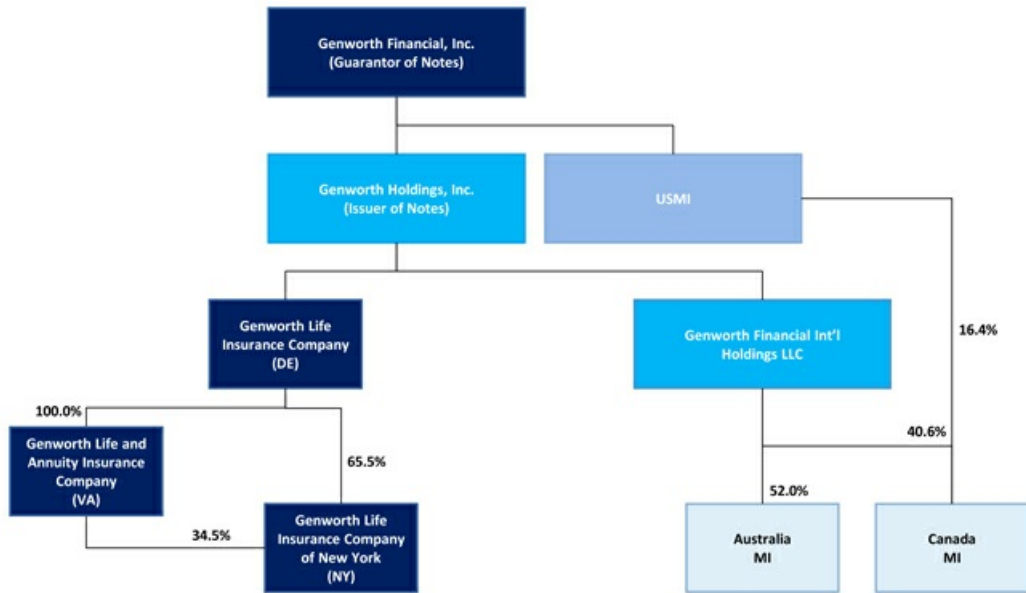 Genworth Financial, Inc.
(Guarantor of Notes)
Genworth Holdings, Inc.
(Issuer of Notes)
USMI
Genworth Life
Insurance Company
(DE)
Genworth Financial Int'l
Holdings LLC
16.4%
100.0%
40.6%
Genworth Life and
Annuity Insurance
Company
(VA)
65.5%
52.0%
34.5%
Genworth Life
Insurance Company
of New York
(NY)
Australia
MI
Canada
MI